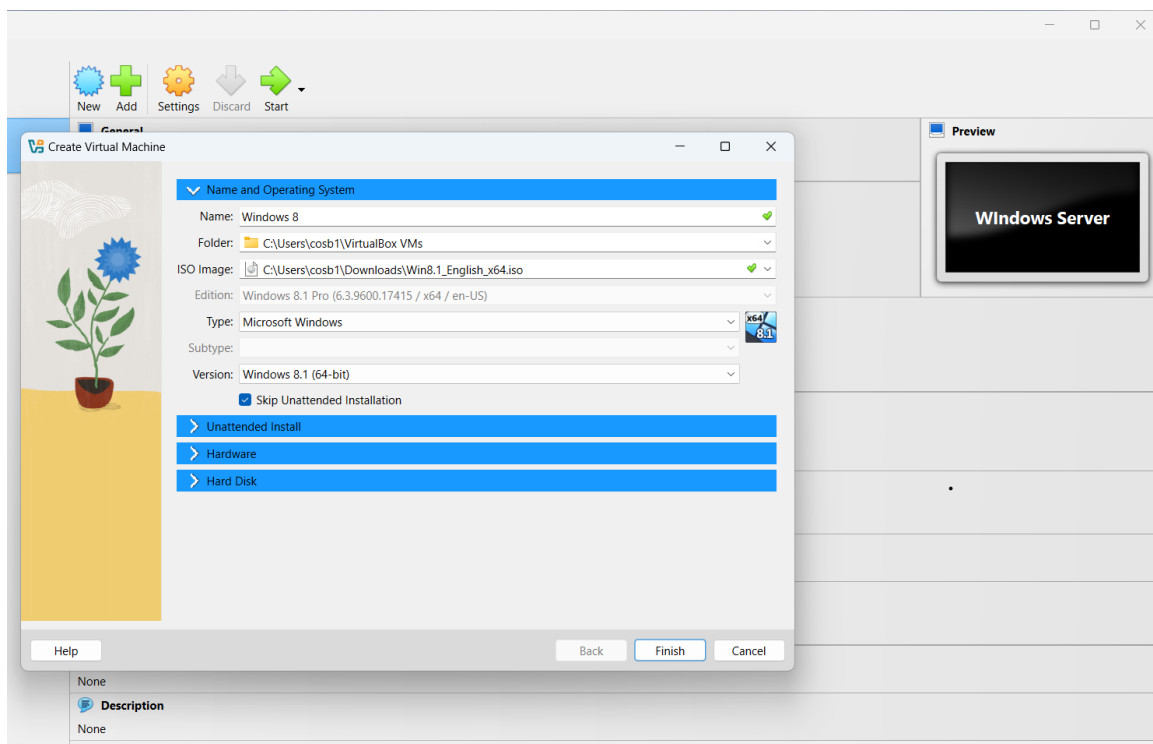 New Add Settings Discard Start
General
Preview
Windows Server
Create Virtual Machine
Name and Operating System
Name: Windows 8
Folder: C:\Users\cosb1\VirtualBox VMs
ISO Image: C:\Users\cosb1\Downloads\Win8.1_English_x64.iso
Edition: Windows 8.1 Pro (6.3.9600.17415 / x64 / en-US)
Type: Microsoft Windows
x64
8.1
Subtype:
Version: Windows 8.1 (64-bit)
Skip Unattended Installation
Unattended Install
Hardware
Hard Disk
Help Back Finish Cancel
None
Description
None